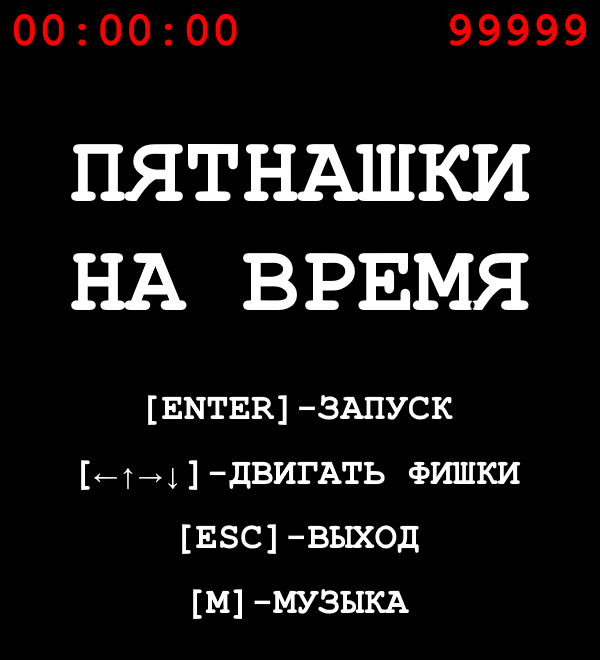 00:00:00 99999
ПЯТНАШКИ
НА ВРЕМЯ
[ENTER]-ЗАПУСК
[←↑→↓]-ДВИГАТЬ ФИШКИ
[ESC]-ВЫХОД
[M]-МУЗЫКА